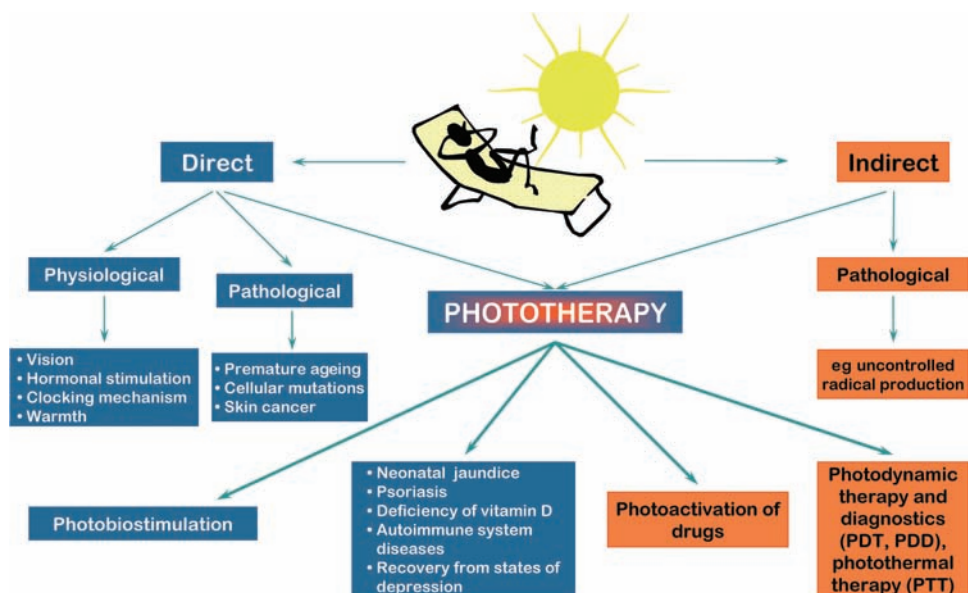 Direct
Indirect
Physiological
Pathological
PHOTOTHERAPY
Pathological
• Vision
• Hormonal stimulation
• Clocking mechanism
• Warmth
• Premature ageing
• Cellular mutations
• Skin cancer
eg uncontrolled
radical production
Photobiostimulation
• Neonatal jaundice
• Psoriasis
• Deficiency of vitamin D
• Autoimmune system
diseases
• Recovery from states of
depression
Photoactivation of
drugs
Photodynamic
therapy and
diagnostics
(PDT, PDD),
photothermal
therapy (PTT)